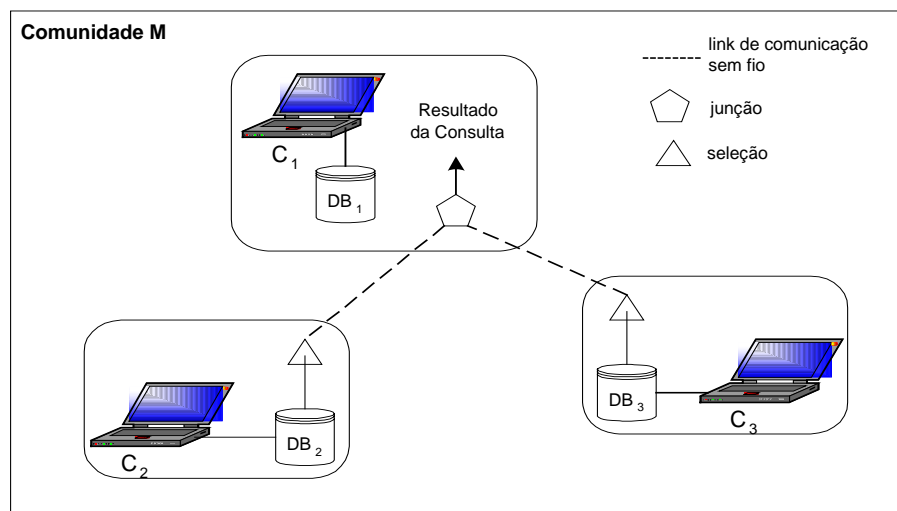 Comunidade M
link de comunicação
sem fio
junção
seleção
Resultado
da Consulta
C1
DB1
C2
DB2
DB3
C3